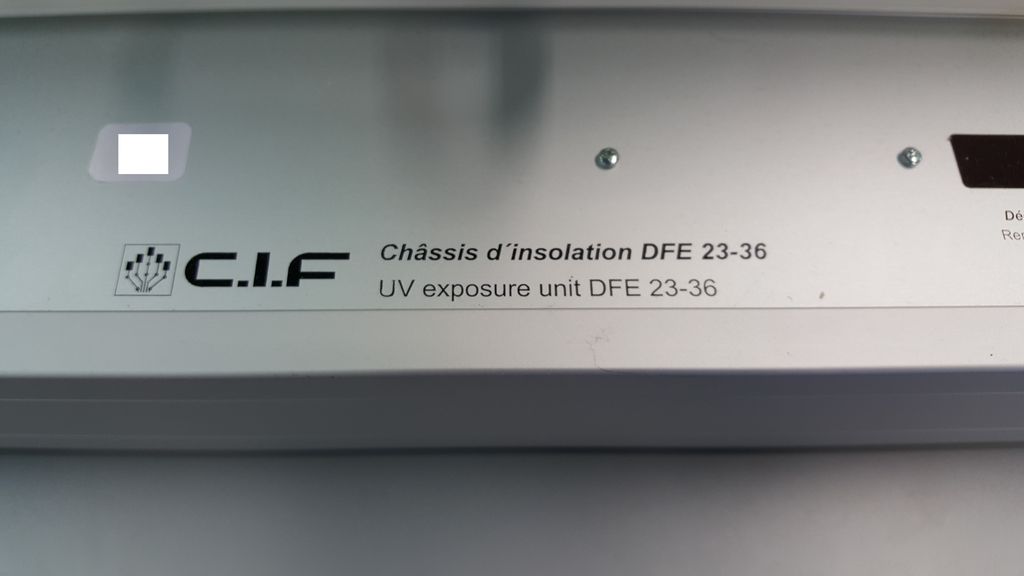 C.I.F
Châssis d´insolation DFE 23-36
UV exposure unit DFE 23-36